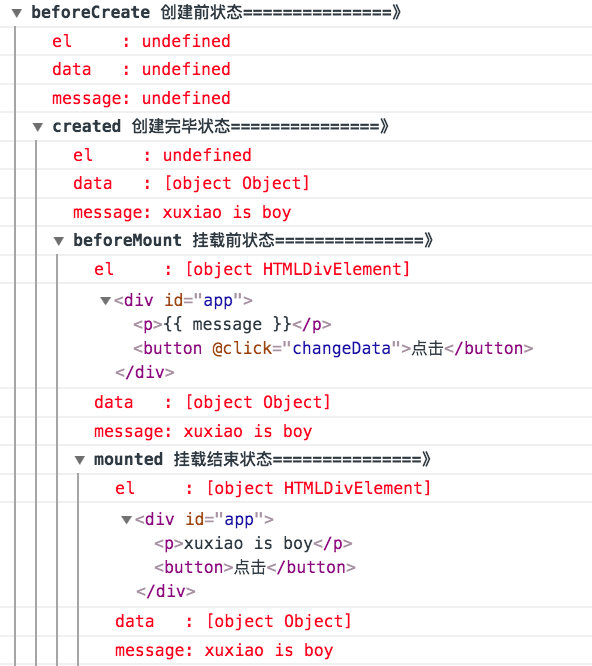 ▼ beforeCreate 创建前状态===============》
el     : undefined
data   : undefined
message: undefined
▼ created 创建完毕状态===============》
el     : undefined
data   : [object Object]
message: xuxiao is boy
▼ beforeMount 挂载前状态===============》
el     : [object HTMLDivElement]
▼<div id="app">
<p>{{ message }}</p>
<button @click="changeData">点击</button>
</div>
data   : [object Object]
message: xuxiao is boy
▼ mounted 挂载结束状态===============》
el     : [object HTMLDivElement]
▼<div id="app">
<p>xuxiao is boy</p>
<button>点击</button>
</div>
data   : [object Object]
message: xuxiao is boy